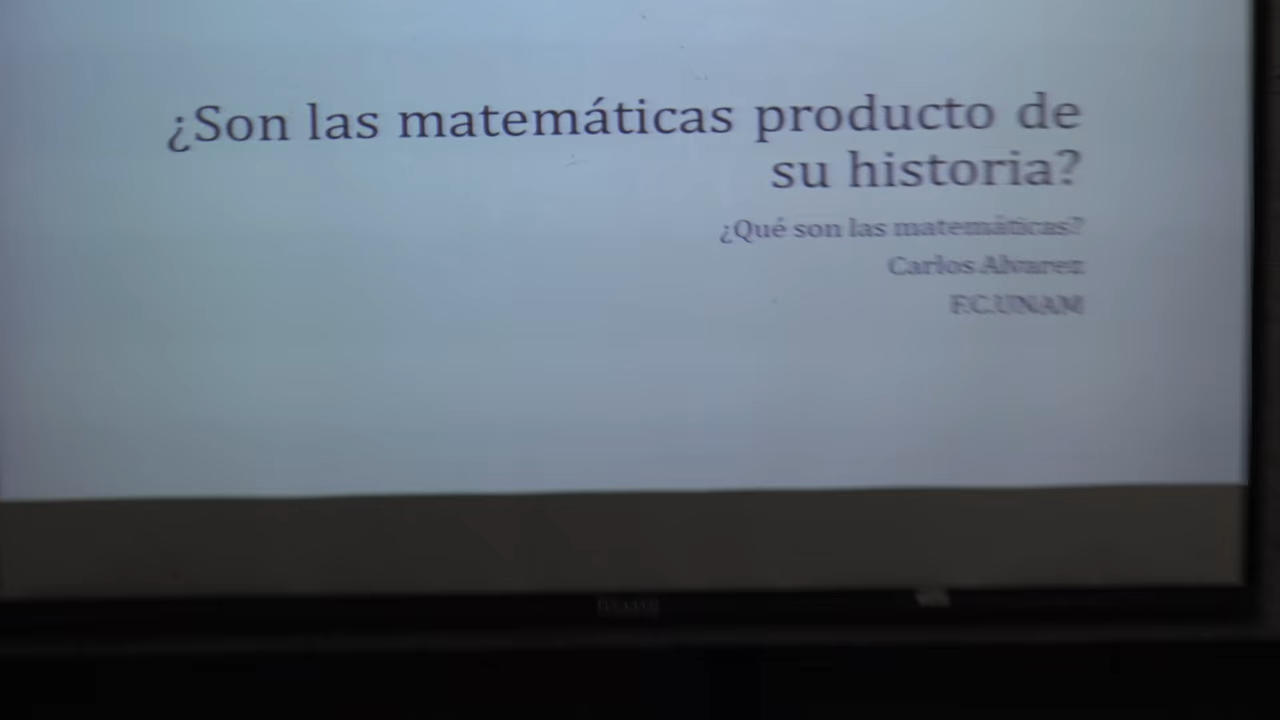 ¿Son las matemáticas producto de
su historia?
¿Qué son las matemáticas?
Carlos Alvarez
F.C.UNAM